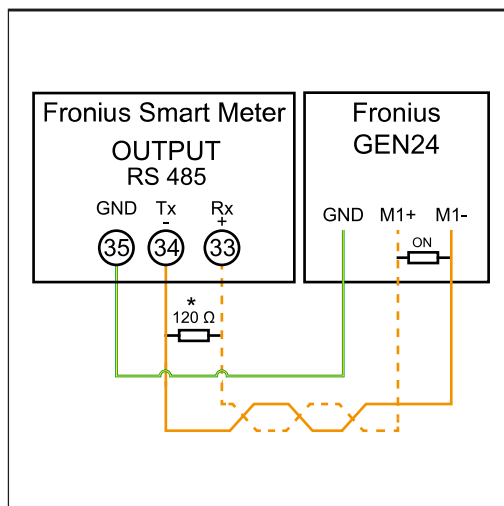 Fronius Smart Meter
OUTPUT
RS 485
GND Tx Rx
- +
35 34 33
*
120 Ω
Fronius
GEN24
GND M1+ M1-
ON